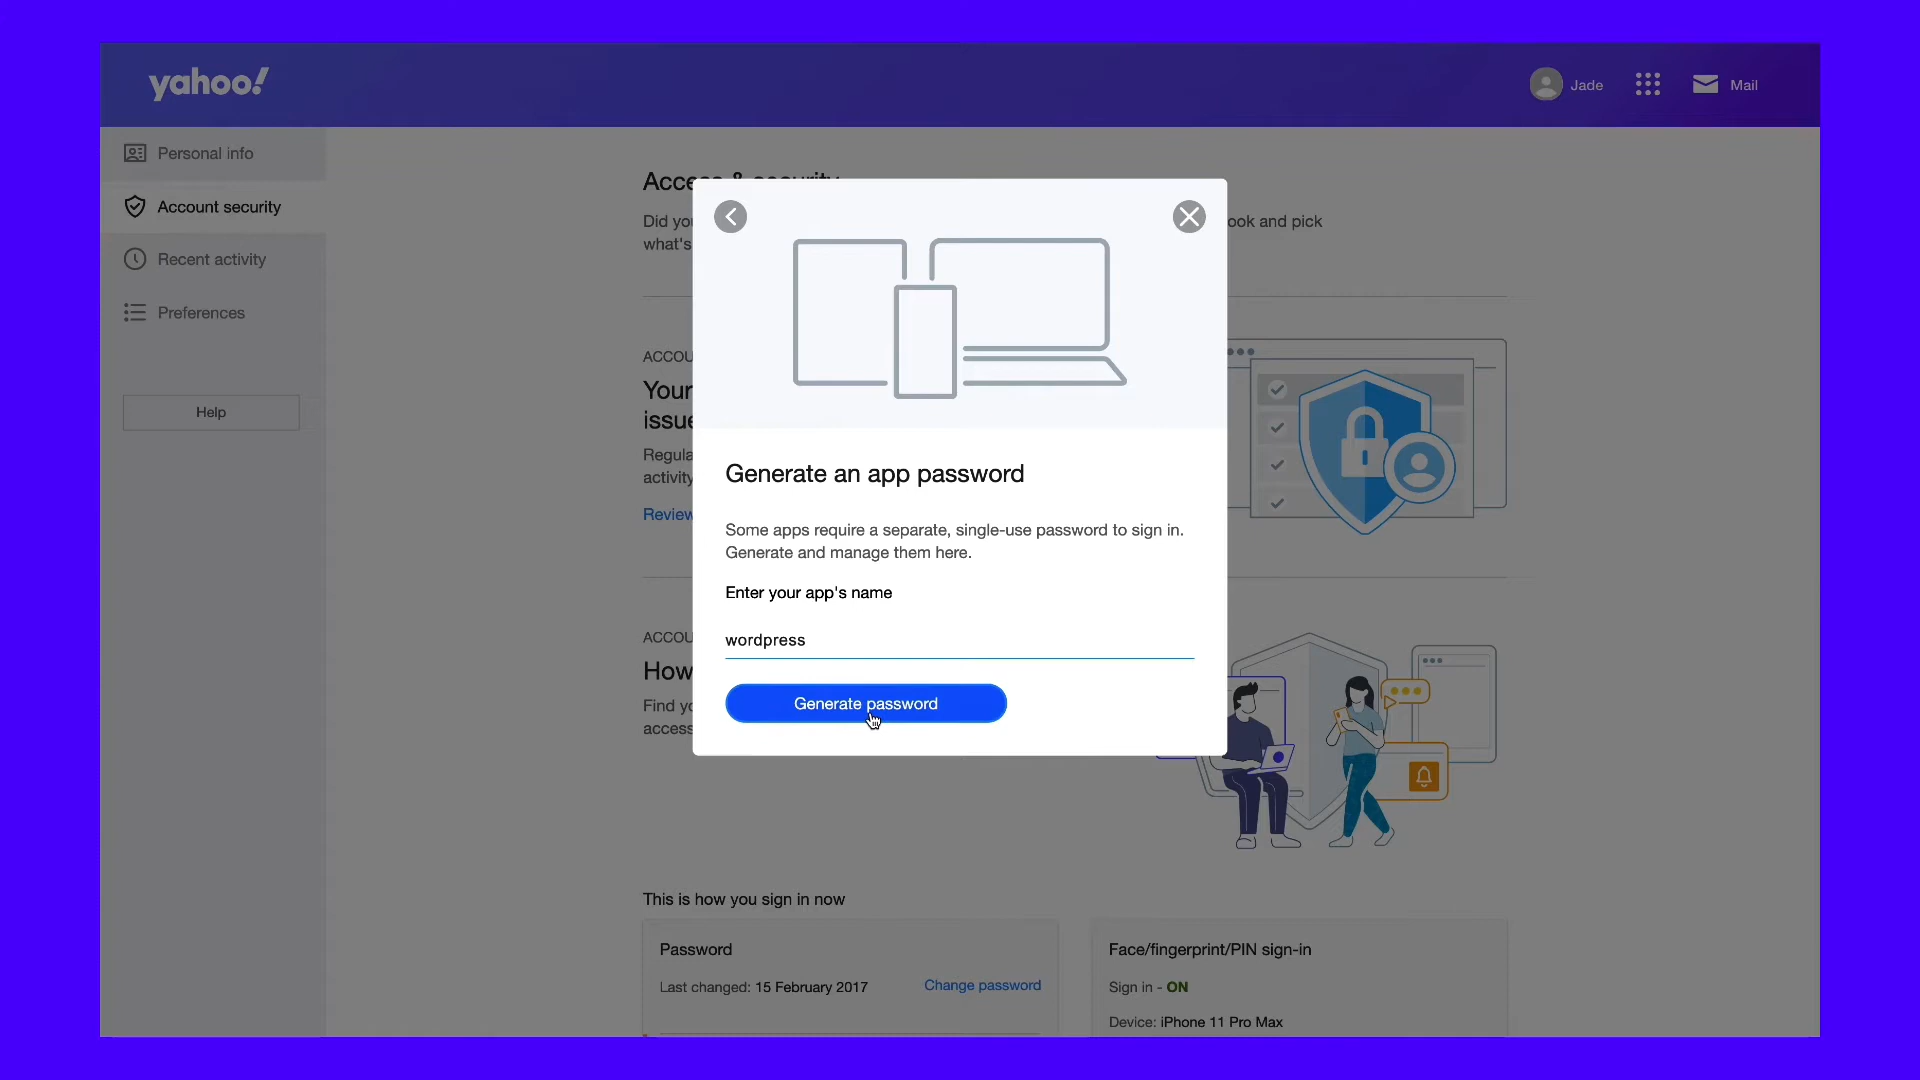 yahoo!
Jade
Mail
Personal info
Account security
Recent activity
Preferences
Help
Access & security
Did you
ook and pick
what's
ACCOU
Your
issue
Regula
activity
Review
Generate an app password
Some apps require a separate, single-use password to sign in.
Generate and manage them here.
Enter your app's name
wordpress
Generate password
ACCOU
How
Find yo
access
This is how you sign in now
Password
Last changed: 15 February 2017
Change password
Face/fingerprint/PIN sign-in
Sign in - ON
Device: iPhone 11 Pro Max